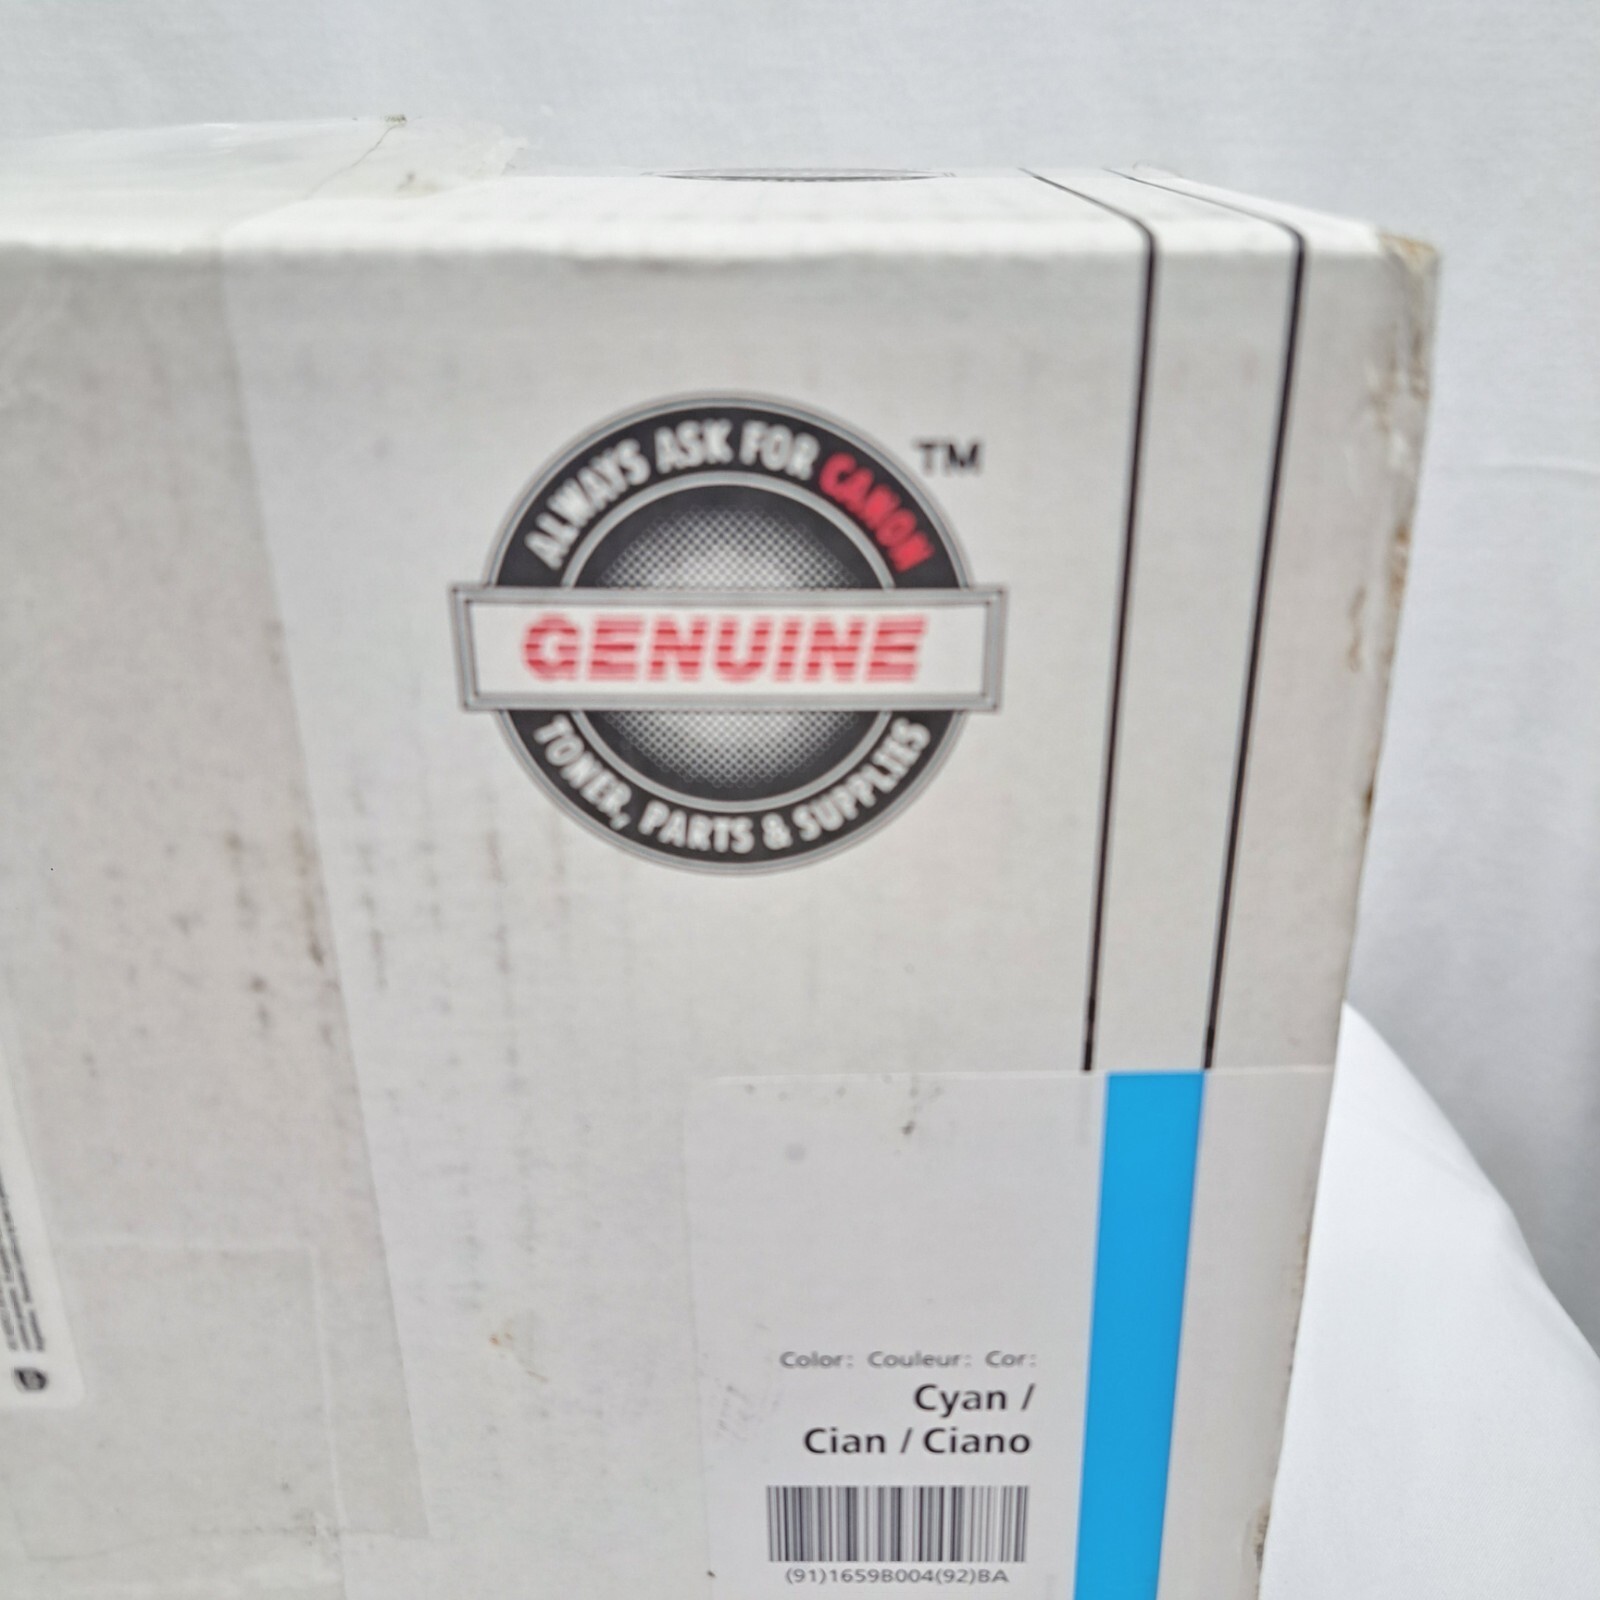 ALWAYS ASK FOR CANON
TM
GENUINE
TONER, PARTS & SUPPLIES
Color: Couleur: Cor:
Cyan /
Cian / Ciano
(91)1659B004(92)BA